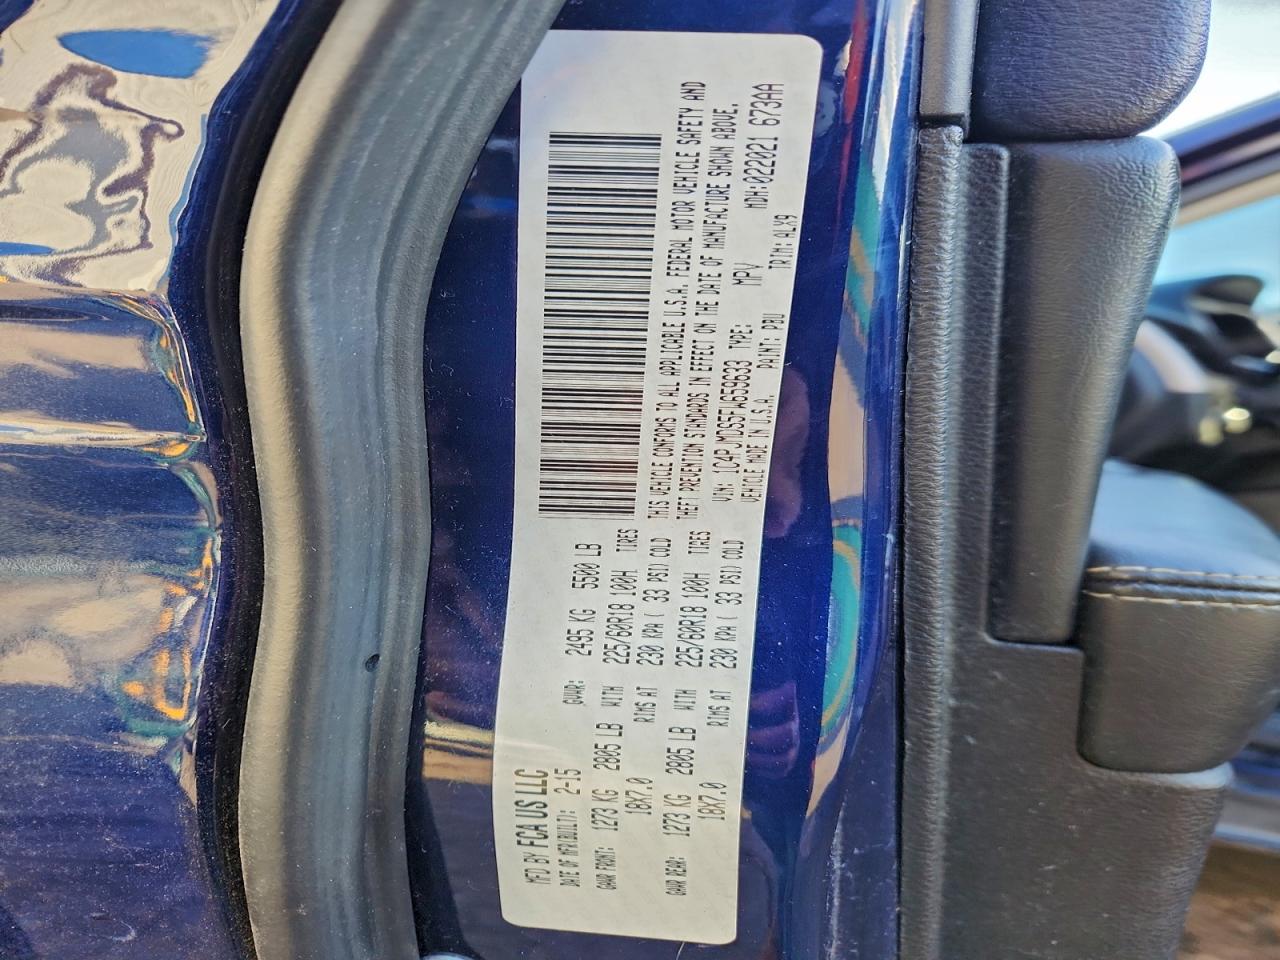 MFD BY FCA US LLC
DATE OF MFR(BUILT): 2-15 GVWR: 2495 KG 5500 LB
GAWR FRONT: 1273 KG 2805 LB WITH 225/60R18 100H. TIRES
18X7.0 RIMS AT 230 KPA ( 33 PSI) COLD
GAWR REAR: 1273 KG 2805 LB WITH 225/60R18 100H TIRES
18X7.0 RIMS AT 230 KPA ( 33 PSI) COLD
THIS VEHICLE CONFORMS TO ALL APPLICABLE U.S.A. FEDERAL MOTOR VEHICLE SAFETY AND
THEFT PREVENTION STANDARDS IN EFFECT ON THE DATE OF MANUFACTURE SHOWN ABOVE.
VIN: 1C4PJMDS5FW659633 TYPE: MPV MDH:022021 673AA
VEHICLE MADE IN U.S.A. PAINT: PBU TRIM: ALX9